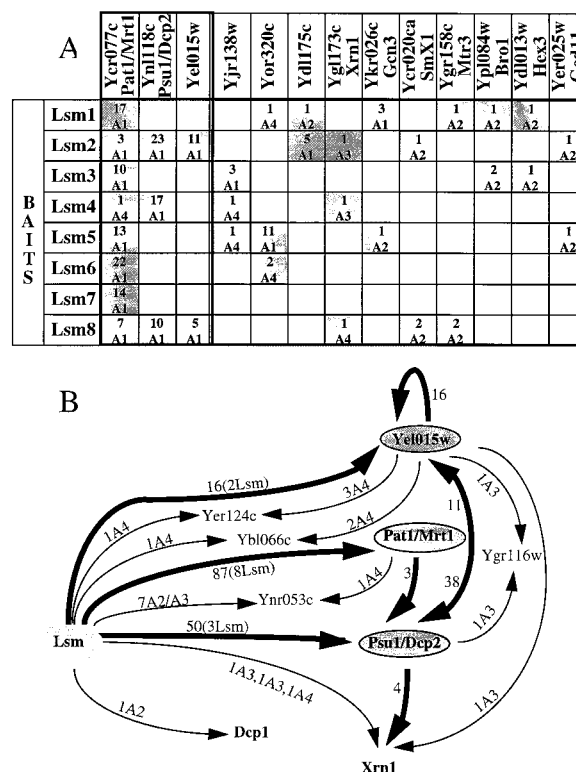 A
Ycr077c Pat1/Mrt1
Ynl118c Psu1/Dcp2
Yel015w
Yjr138w
Yor320c
Ydl175c
Ygl173c Xrn1
Ykr026c Gcn3
Ycr020ca SmX1
Ygr158c Mtr3
Ypl084w Bro1
Ydl013w Hcx3
Yer025w
BAITS
Lsm1 17 A1 1 A4 1 A2 3 A1 1 A2 1 A2 1 A2
Lsm2 3 A1 23 A1 11 A1 5 A1 1 A3 1 A2 1 A2
Lsm3 10 A1 3 A1 2 A2 1 A2
Lsm4 1 A4 17 A1 1 A4 1 A3
Lsm5 13 A1 1 A4 11 A1 1 A2 1 A2
Lsm6 22 A1 2 A4
Lsm7 14 A1
Lsm8 7 A1 10 A1 5 A1 1 A4 2 A2 2 A2
B
16
Yel015w
16(2Lsm)
3A4
1A3
1A4
Yer124c
2A4
11
1A4
Ybl066c
Pat1/Mrt1
Ygr116w
87(8Lsm)
1A4
3
38
7A2/A3
Ynr053c
1A3
Lsm
50(3Lsm)
Psu1/Dcp2
1A3,1A3,1A4
4
1A3
1A2
Dcp1
Xrn1